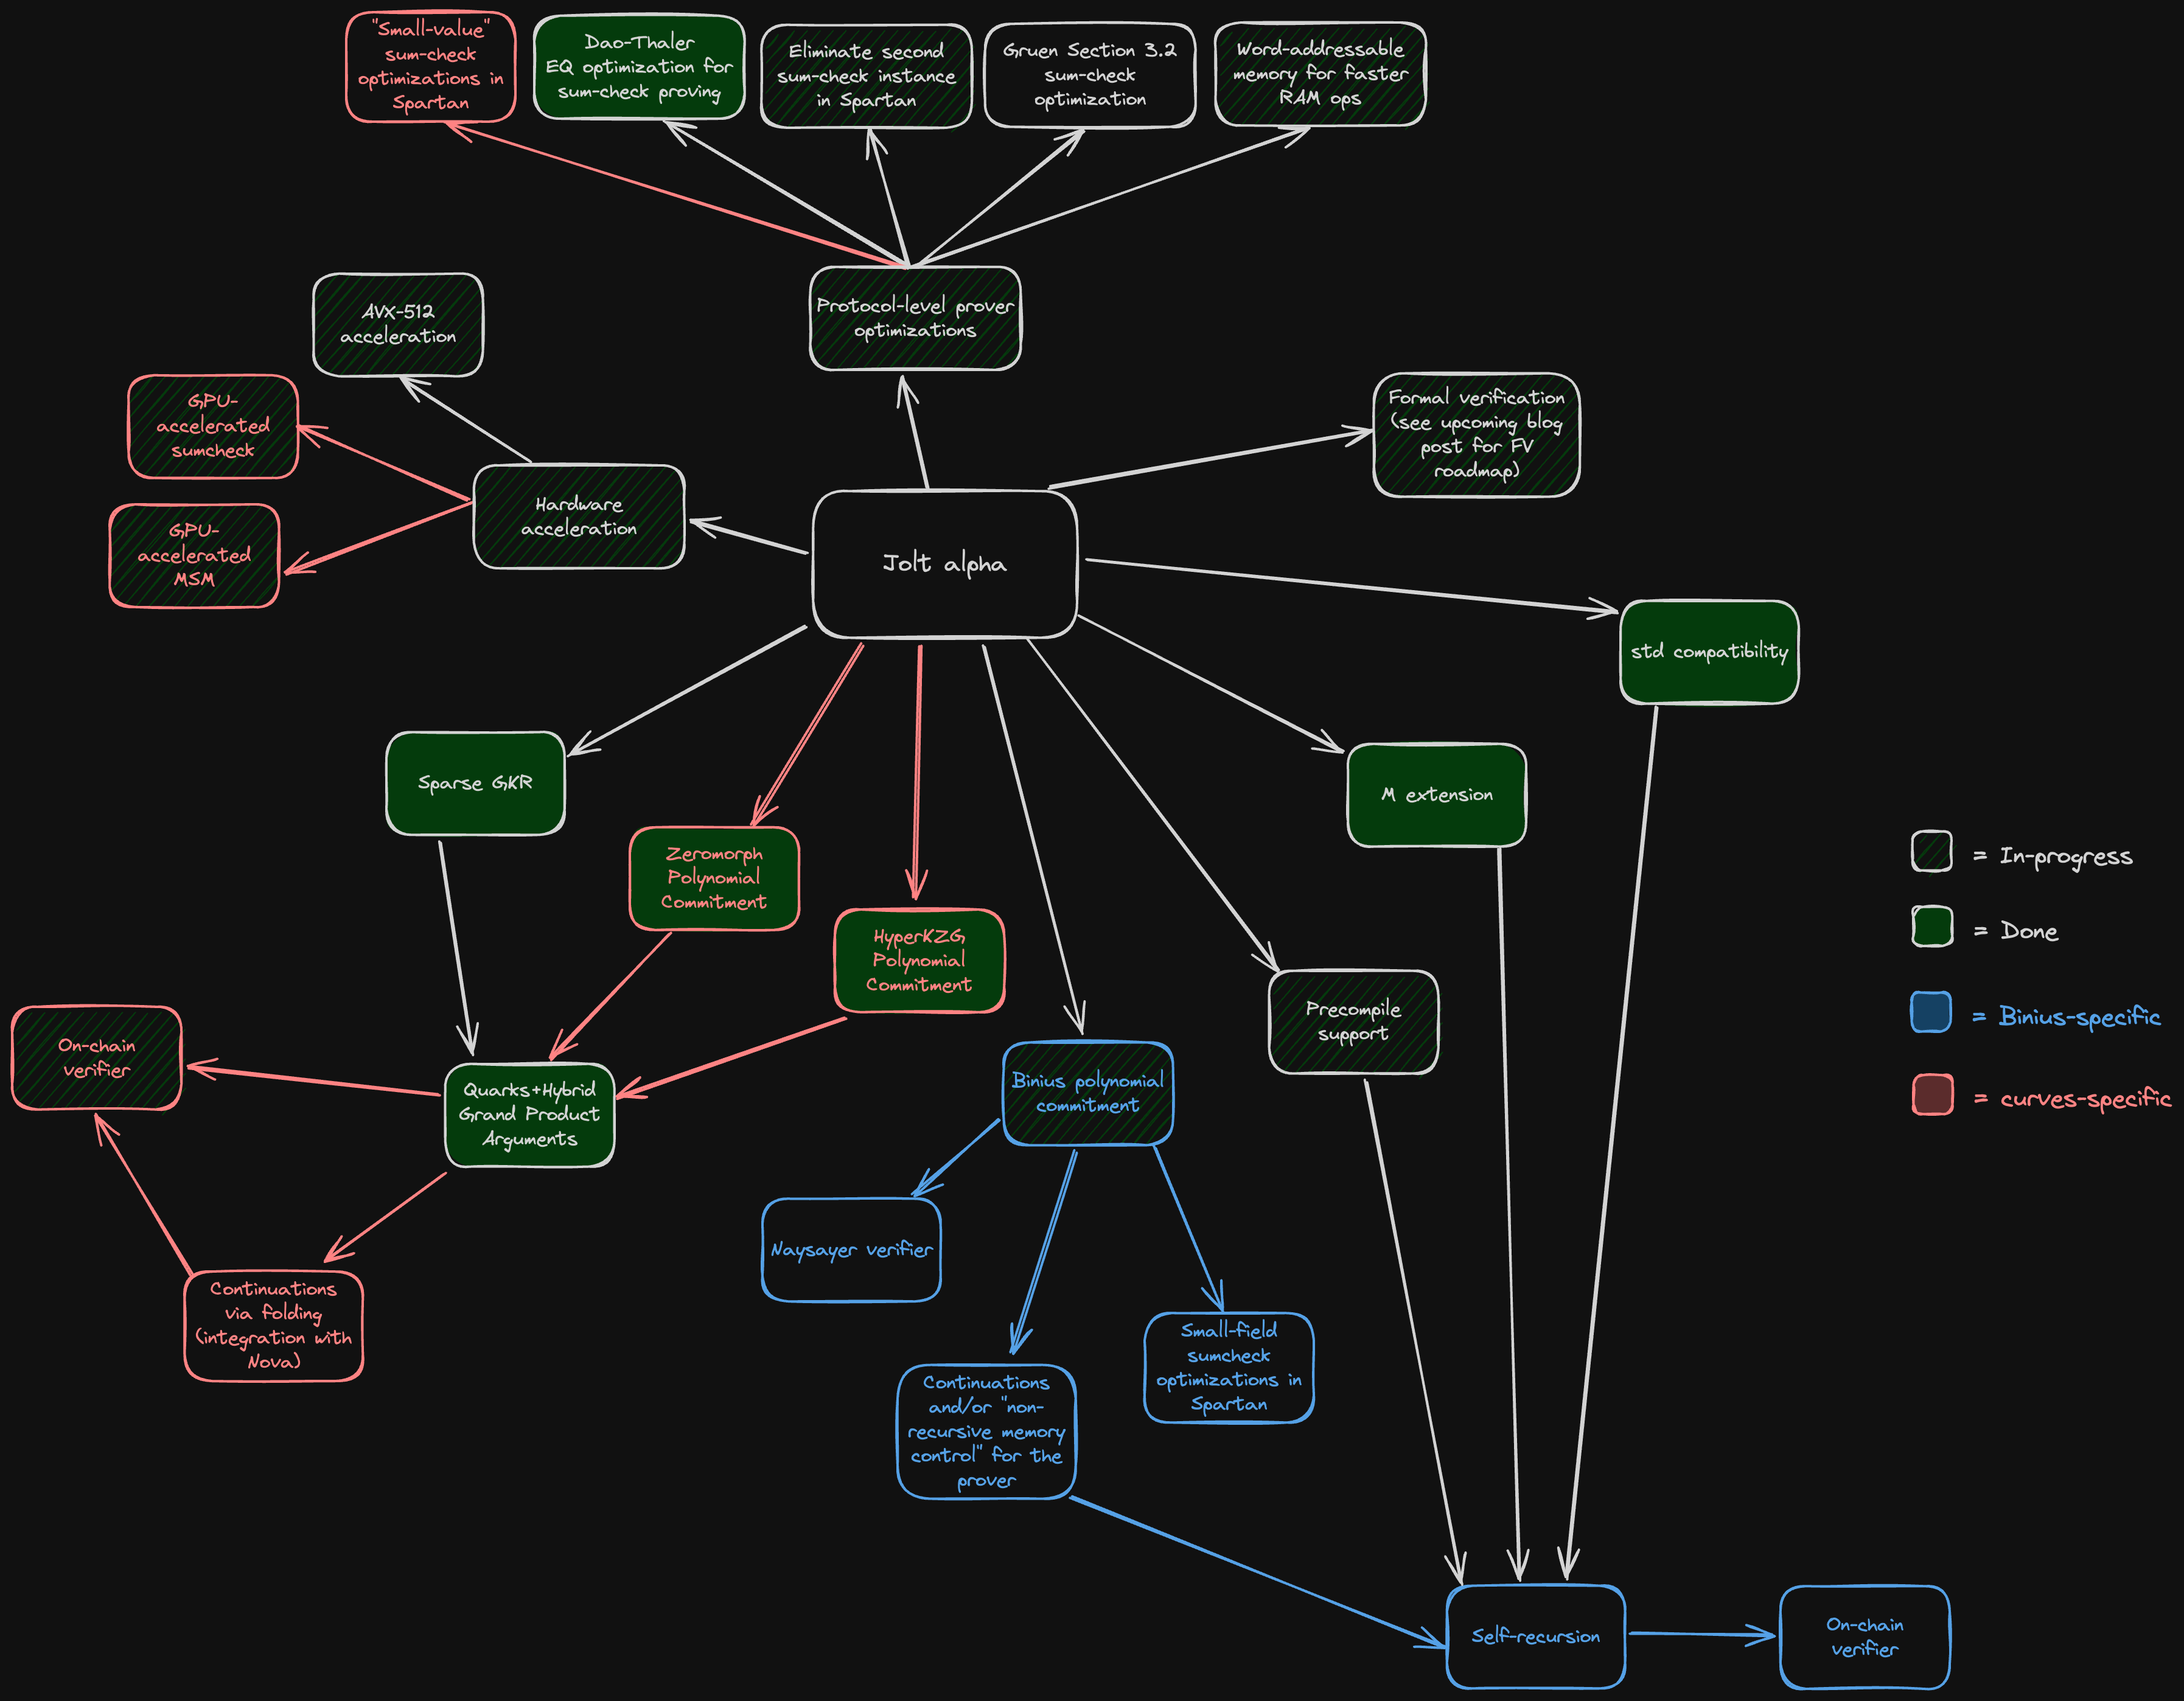 "Small-value"
sum-check
optimizations in
Spartan
Dao-Thaler
EQ optimization for
sum-check proving
Eliminate second
sum-check instance
in Spartan
Gruen Section 3.2
sum-check
optimization
Word-addressable
memory for faster
RAM ops
Protocol-level prover
optimizations
AVX-512
acceleration
GPU-
accelerated
sumcheck
GPU-
accelerated
MSM
Hardware
acceleration
Formal verification
(see upcoming blog
post for FV
roadmap)
Jolt alpha
std compatibility
Sparse GKR
M extension
Zeromorph
Polynomial
Commitment
HyperKZG
Polynomial
Commitment
= In-progress
= Done
= Binius-specific
= curves-specific
Precompile
support
On-chain
verifier
Quarks+Hybrid
Grand Product
Arguments
Binius polynomial
commitment
Naysayer verifier
Continuations
via folding
(integration with
Nova)
Small-field
sumcheck
optimizations in
Spartan
Continuations
and/or "non-
recursive memory
control" for the
prover
Self-recursion
On-chain
verifier